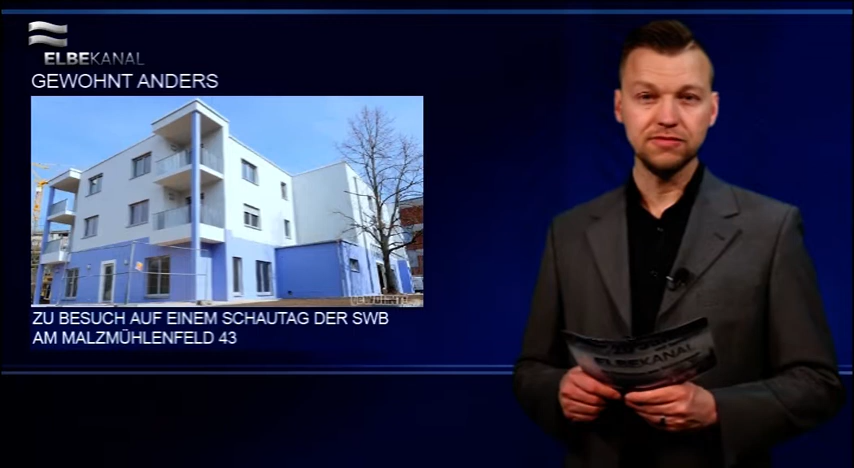 ELBEKANAL
GEWOHNT ANDERS
ZU BESUCH AUF EINEM SCHAUTAG DER SWB
AM MALZMÜHLENFELD 43
ELBEKANAL